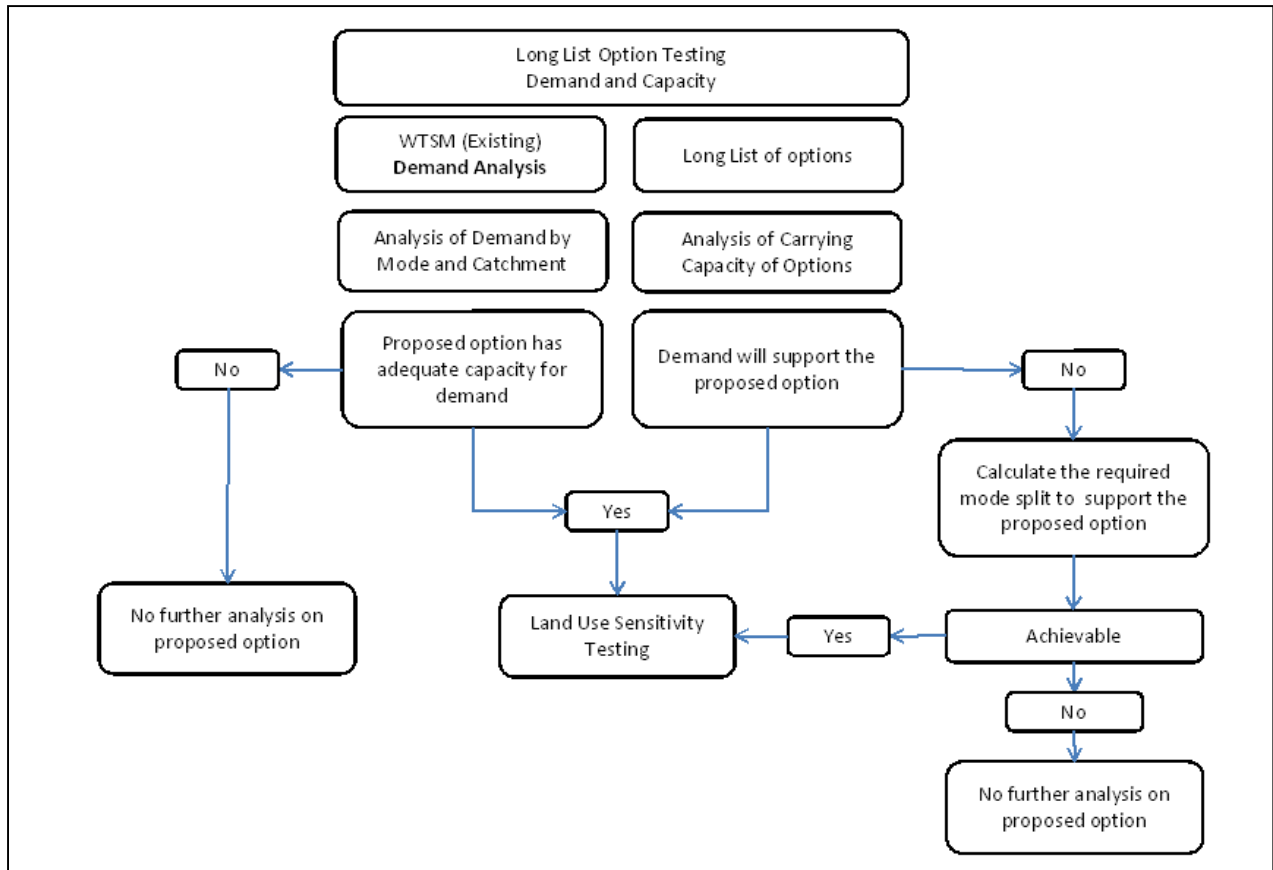 Long List Option Testing
Demand and Capacity
WTSM (Existing)
Demand Analysis
Long List of options
Analysis of Demand by
Mode and Catchment
Analysis of Carrying
Capacity of Options
No
Proposed option has
adequate capacity for
demand
Demand will support the
proposed option
No
Yes
Calculate the required
mode split to support the
proposed option
No further analysis on
proposed option
Land Use Sensitivity
Testing
Yes
Achievable
No
No further analysis on
proposed option